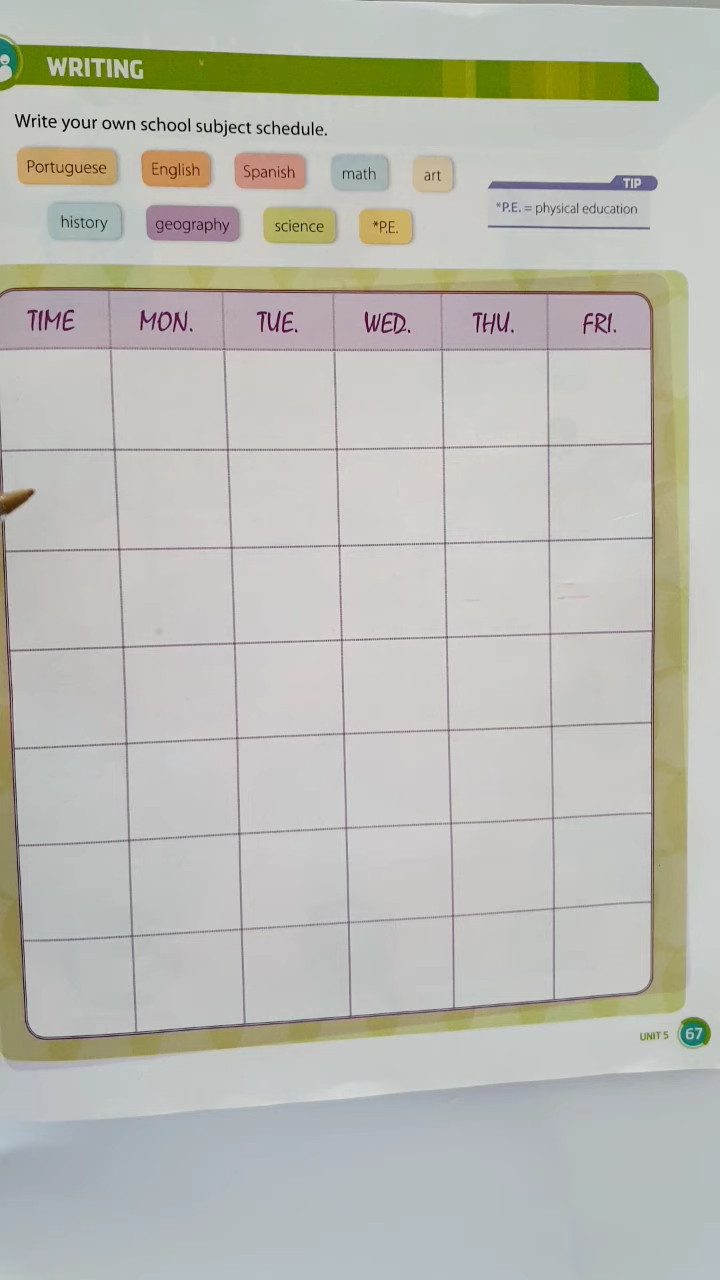 WRITING
Write your own school subject schedule.
Portuguese English Spanish math art
TIP
*P.E. = physical education
history geography science *P.E.
TIME MON. TUE. WED. THU. FRI.
UNIT 5 67